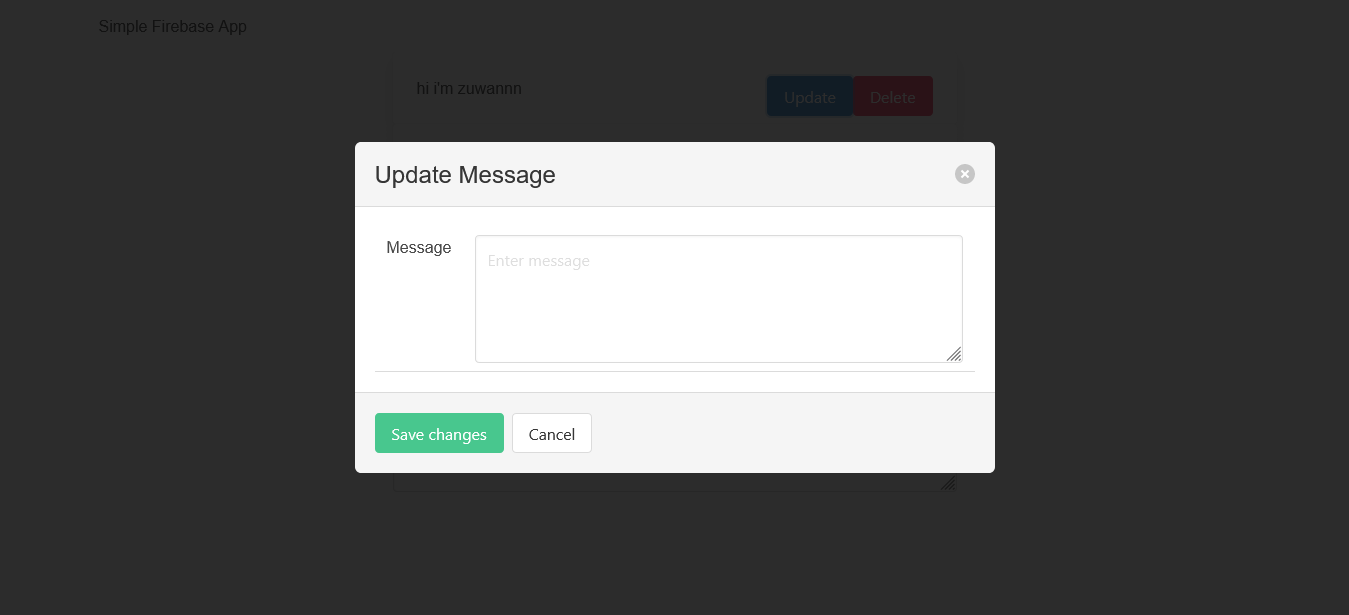 Simple Firebase App
hi i'm zuwannn
Update Delete
Update Message
Message
Enter message
Save changes Cancel